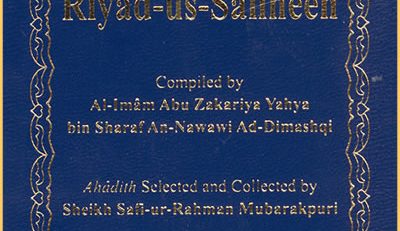 Riyad-us-Saliheen
Compiled by
Al-Imâm Abu Zakariya Yahya
bin Sharaf An-Nawawi Ad-Dimashqi
Ahâdith Selected and Collected by
Sheikh Safi-ur-Rahman Mubarakpuri